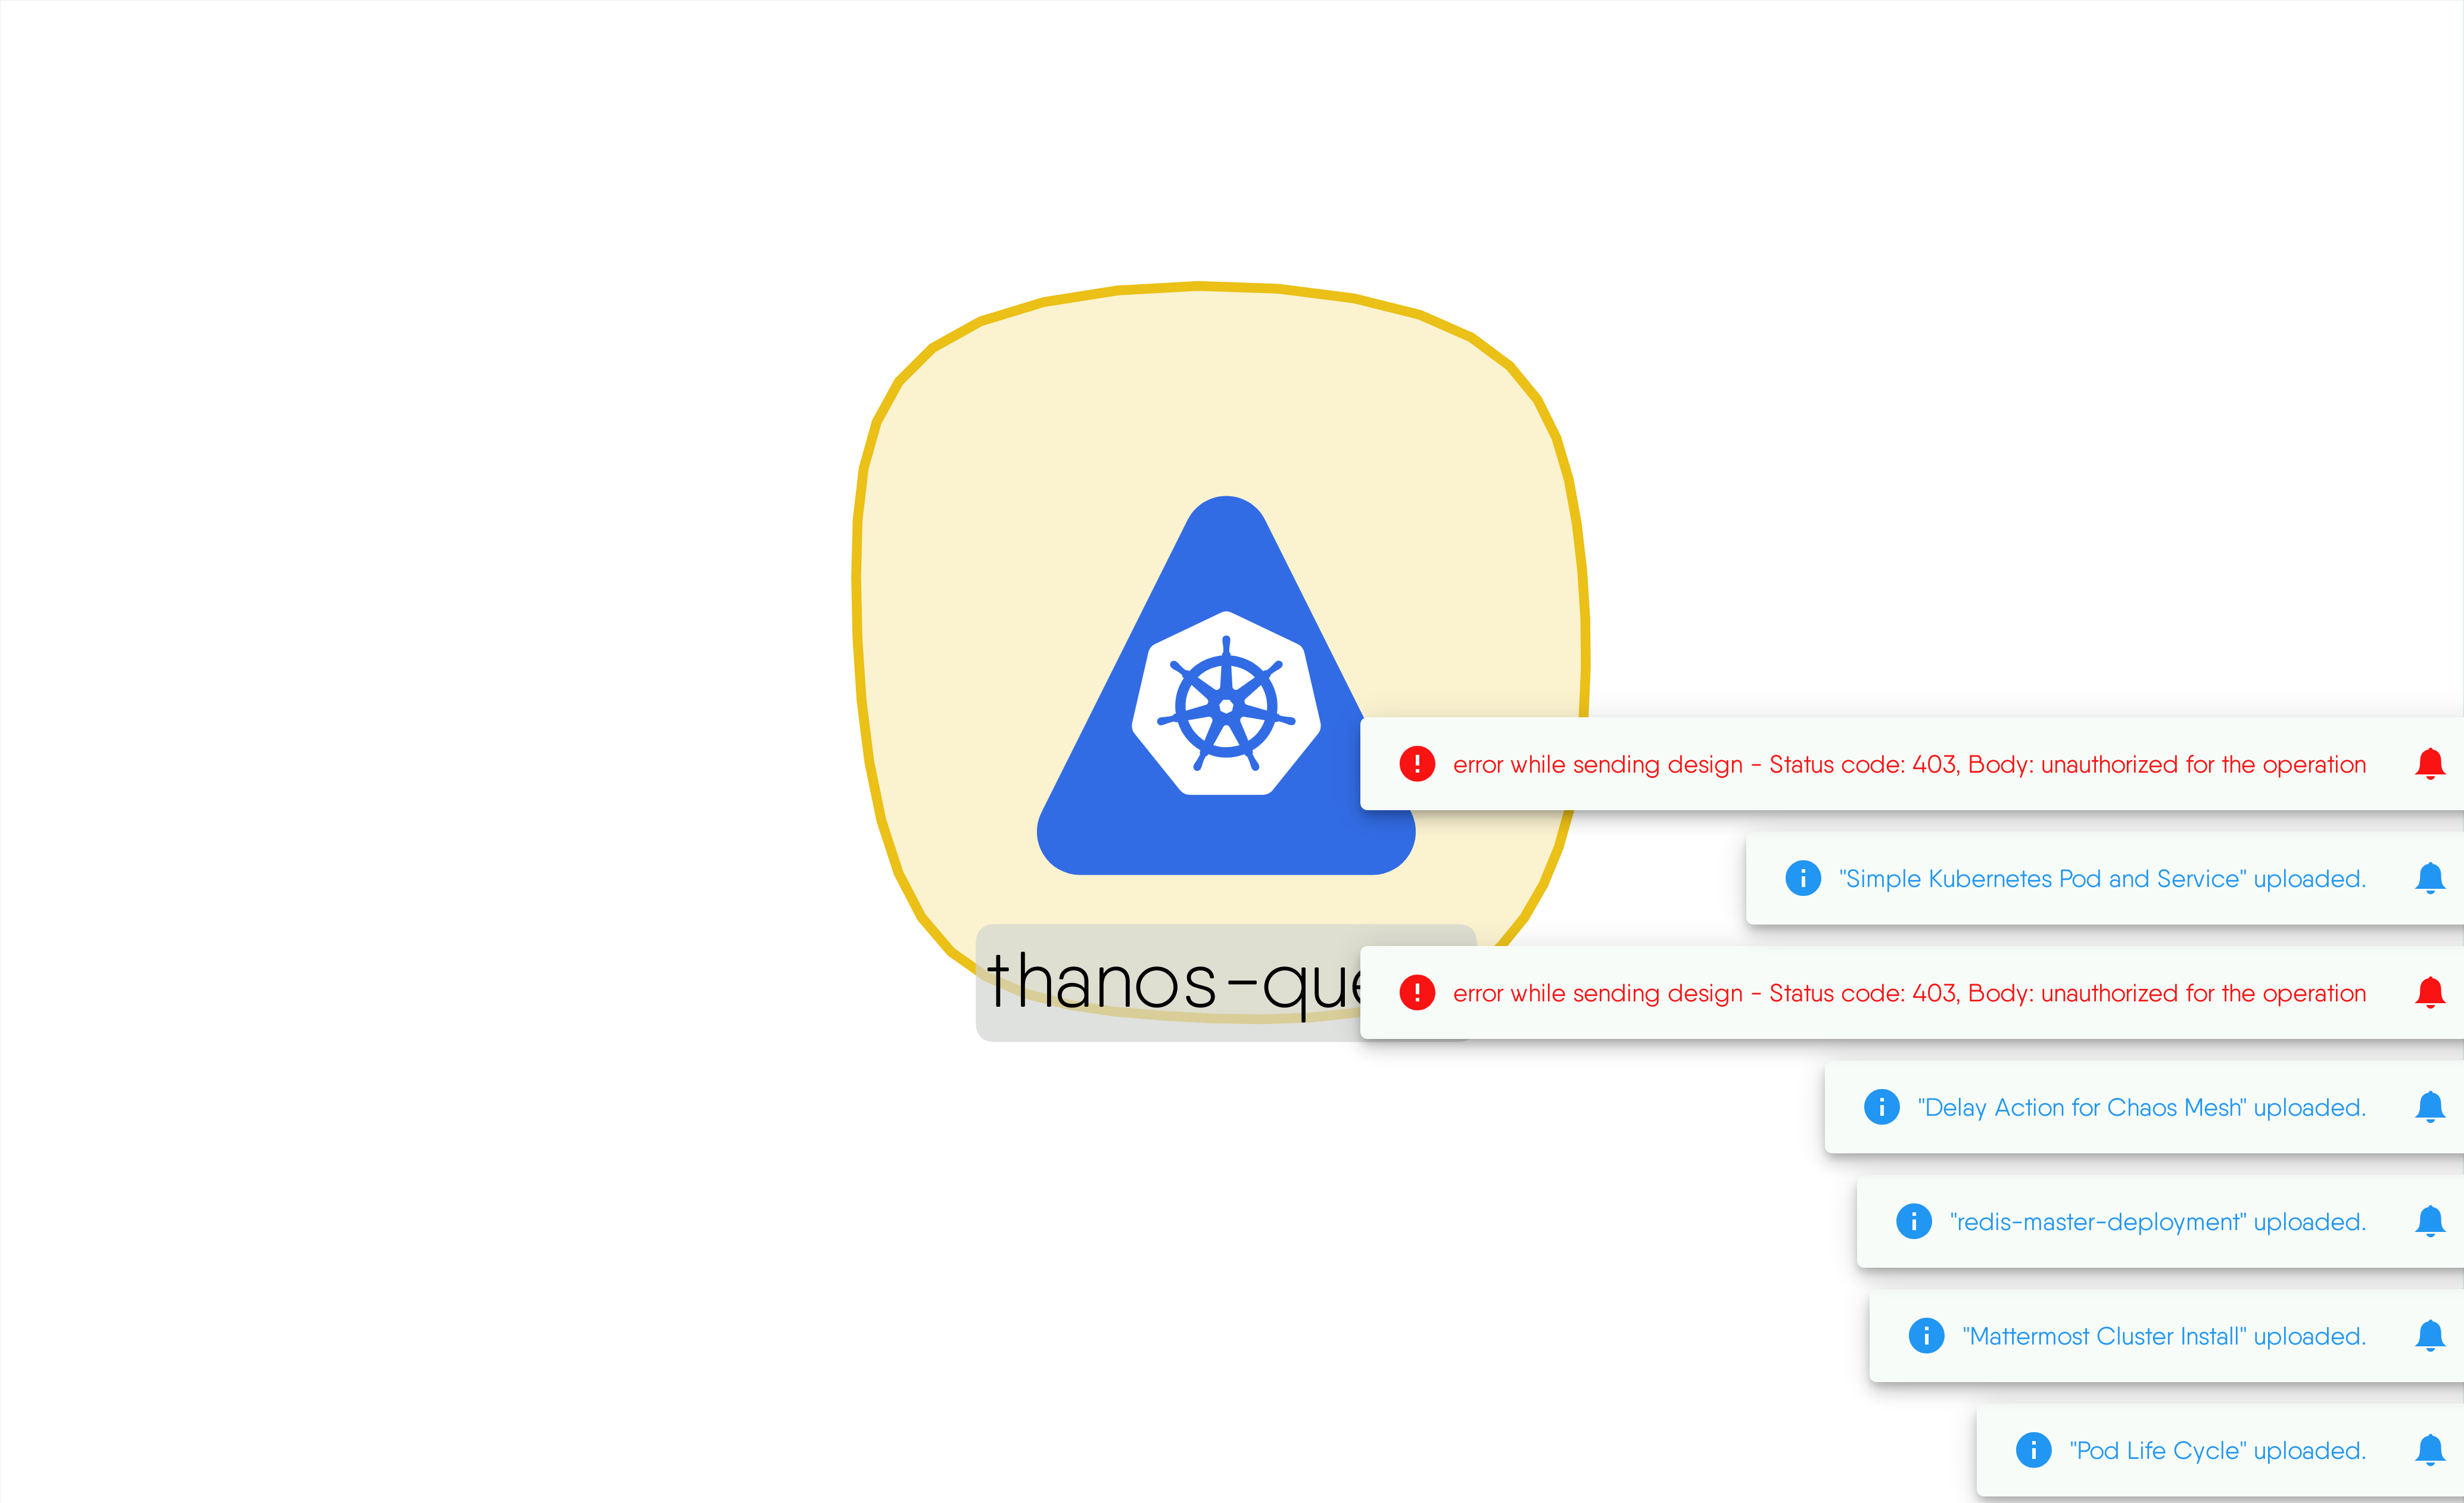 error while sending design - Status code: 403, Body: unauthorized for the operation
"Simple Kubernetes Pod and Service" uploaded.
thanos-que
error while sending design - Status code: 403, Body: unauthorized for the operation
"Delay Action for Chaos Mesh" uploaded.
"redis-master-deployment" uploaded.
"Mattermost Cluster Install" uploaded.
"Pod Life Cycle" uploaded.